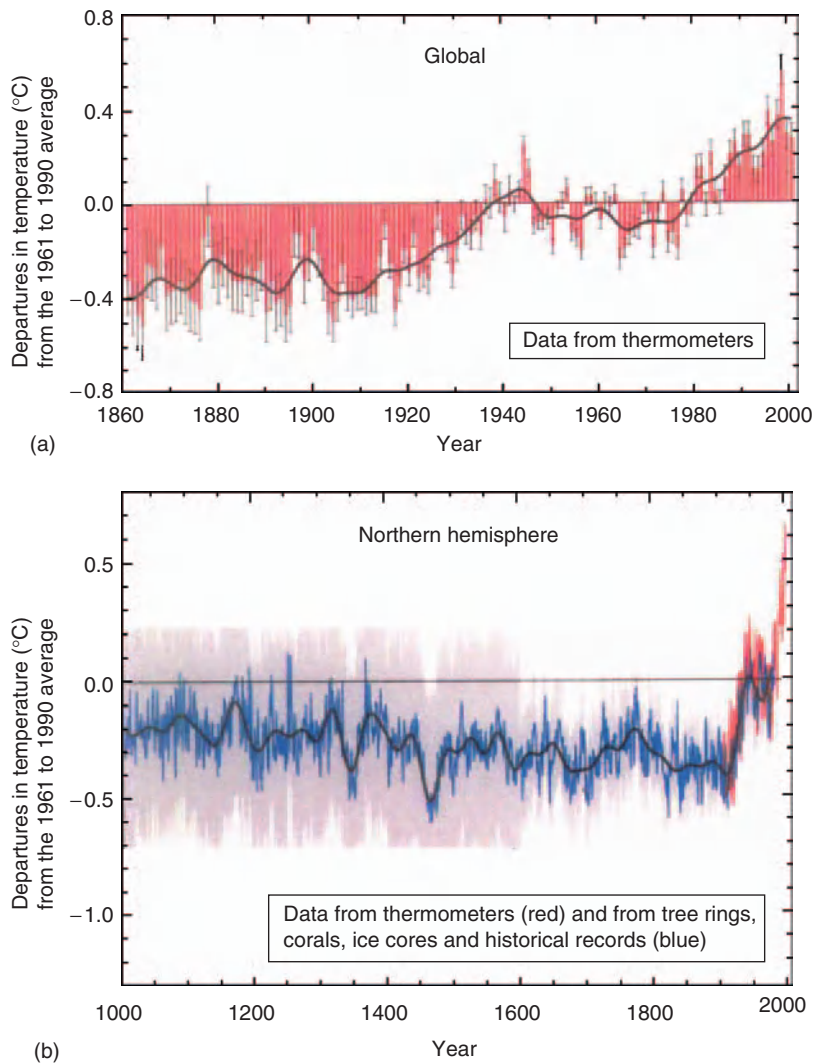 0.8
0.4
0.0
−0.4
−0.8
Departures in temperature (°C)
from the 1961 to 1990 average
Global
Data from thermometers
1860 1880 1900 1920 1940 1960 1980 2000
Year
(a)
0.5
0.0
−0.5
−1.0
Departures in temperature (°C)
from the 1961 to 1990 average
Northern hemisphere
Data from thermometers (red) and from tree rings,
corals, ice cores and historical records (blue)
1000 1200 1400 1600 1800 2000
Year
(b)